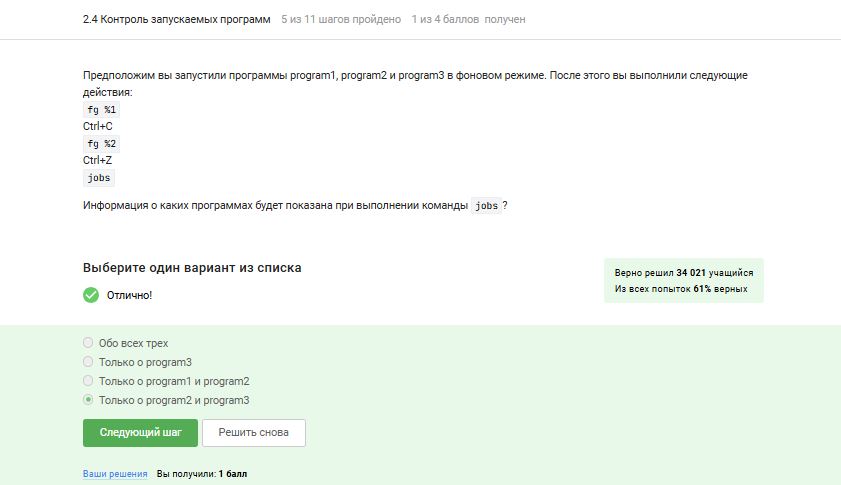 2.4 Контроль запускаемых программ 5 из 11 шагов пройдено 1 из 4 баллов получен
Предположим вы запустили программы program1, program2 и program3 в фоновом режиме. После этого вы выполнили следующие
действия:
fg %1
Ctrl+C
fg %2
Ctrl+Z
jobs
Информация о каких программах будет показана при выполнении команды jobs ?
Выберите один вариант из списка
Отлично!
Верно решил 34 021 учащийся
Из всех попыток 61% верных
Обо всех трех
Только о program3
Только о program1 и program2
Только о program2 и program3
Следующий шаг
Решить снова
Ваши решения Вы получили: 1 балл